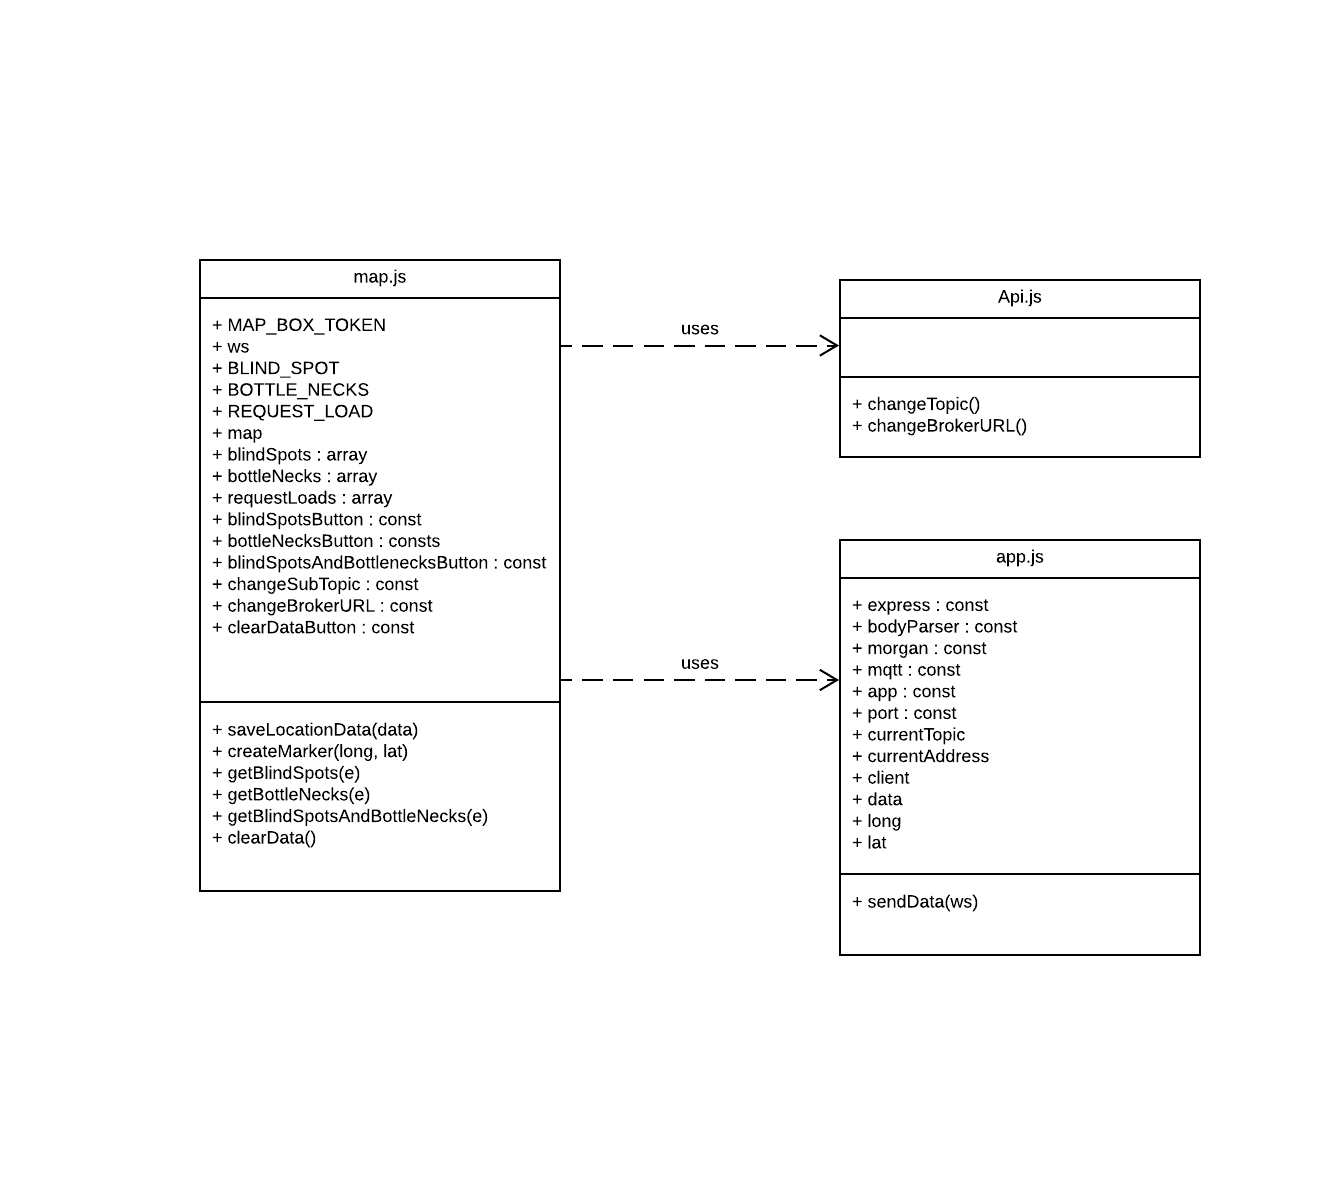 map.js
+ MAP_BOX_TOKEN
+ ws
+ BLIND_SPOT
+ BOTTLE_NECKS
+ REQUEST_LOAD
+ map
+ blindSpots : array
+ bottleNecks : array
+ requestLoads : array
+ blindSpotsButton : const
+ bottleNecksButton : consts
+ blindSpotsAndBottlenecksButton : const
+ changeSubTopic : const
+ changeBrokerURL : const
+ clearDataButton : const
+ saveLocationData(data)
+ createMarker(long, lat)
+ getBlindSpots(e)
+ getBottleNecks(e)
+ getBlindSpotsAndBottleNecks(e)
+ clearData()
uses
uses
Api.js
+ changeTopic()
+ changeBrokerURL()
app.js
+ express : const
+ bodyParser : const
+ morgan : const
+ mqtt : const
+ app : const
+ port : const
+ currentTopic
+ currentAddress
+ client
+ data
+ long
+ lat
+ sendData(ws)